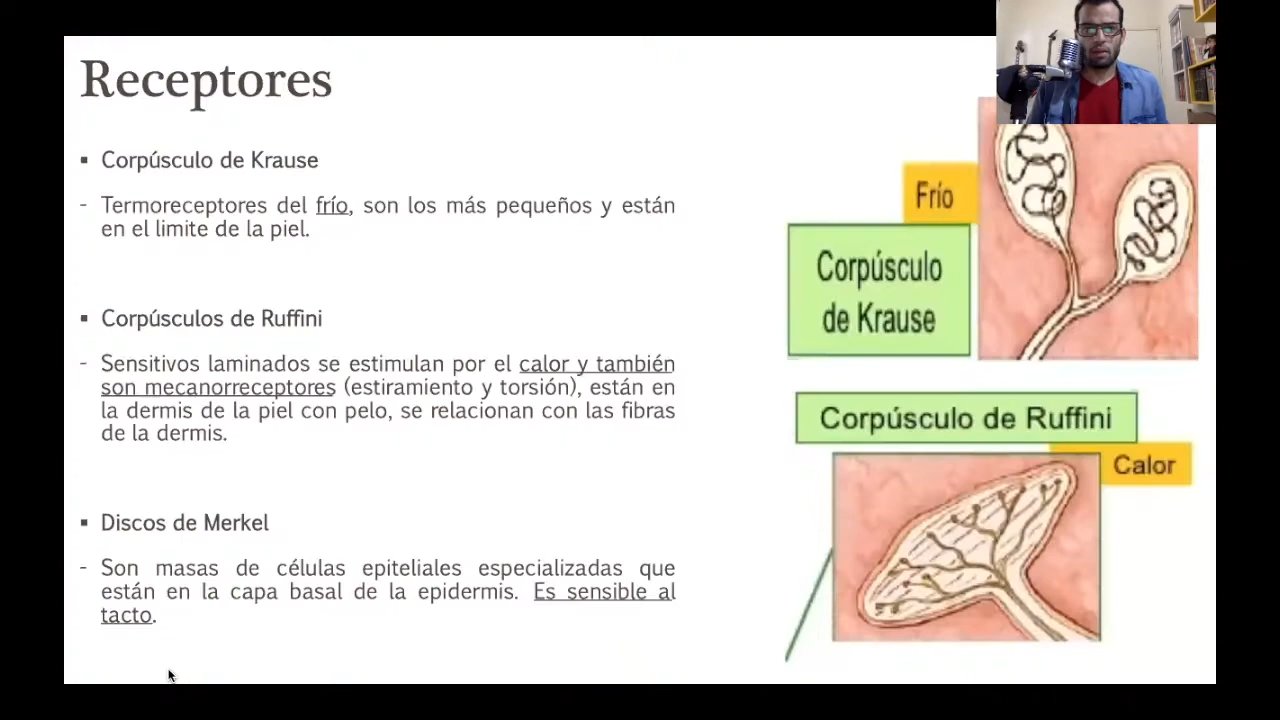 Receptores
▪ Corpúsculo de Krause
- Termoreceptores del frío, son los más pequeños y están
en el limite de la piel.
▪ Corpúsculos de Ruffini
- Sensitivos laminados se estimulan por el calor y también
son mecanorreceptores (estiramiento y torsión), están en
la dermis de la piel con pelo, se relacionan con las fibras
de la dermis.
▪ Discos de Merkel
- Son masas de células epiteliales especializadas que
están en la capa basal de la epidermis. Es sensible al
tacto.
Frío
Corpúsculo
de Krause
Corpúsculo de Ruffini
Calor